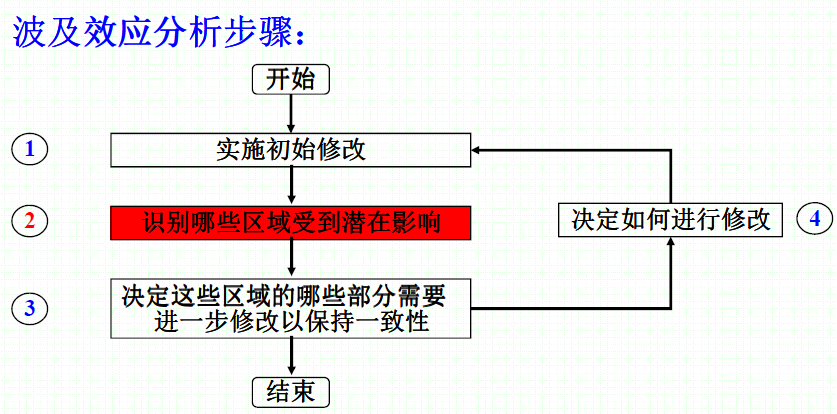 波及效应分析步骤：
开始
1
实施初始修改
2
识别哪些区域受到潜在影响
决定如何进行修改
4
3
决定这些区域的哪些部分需要
进一步修改以保持一致性
结束